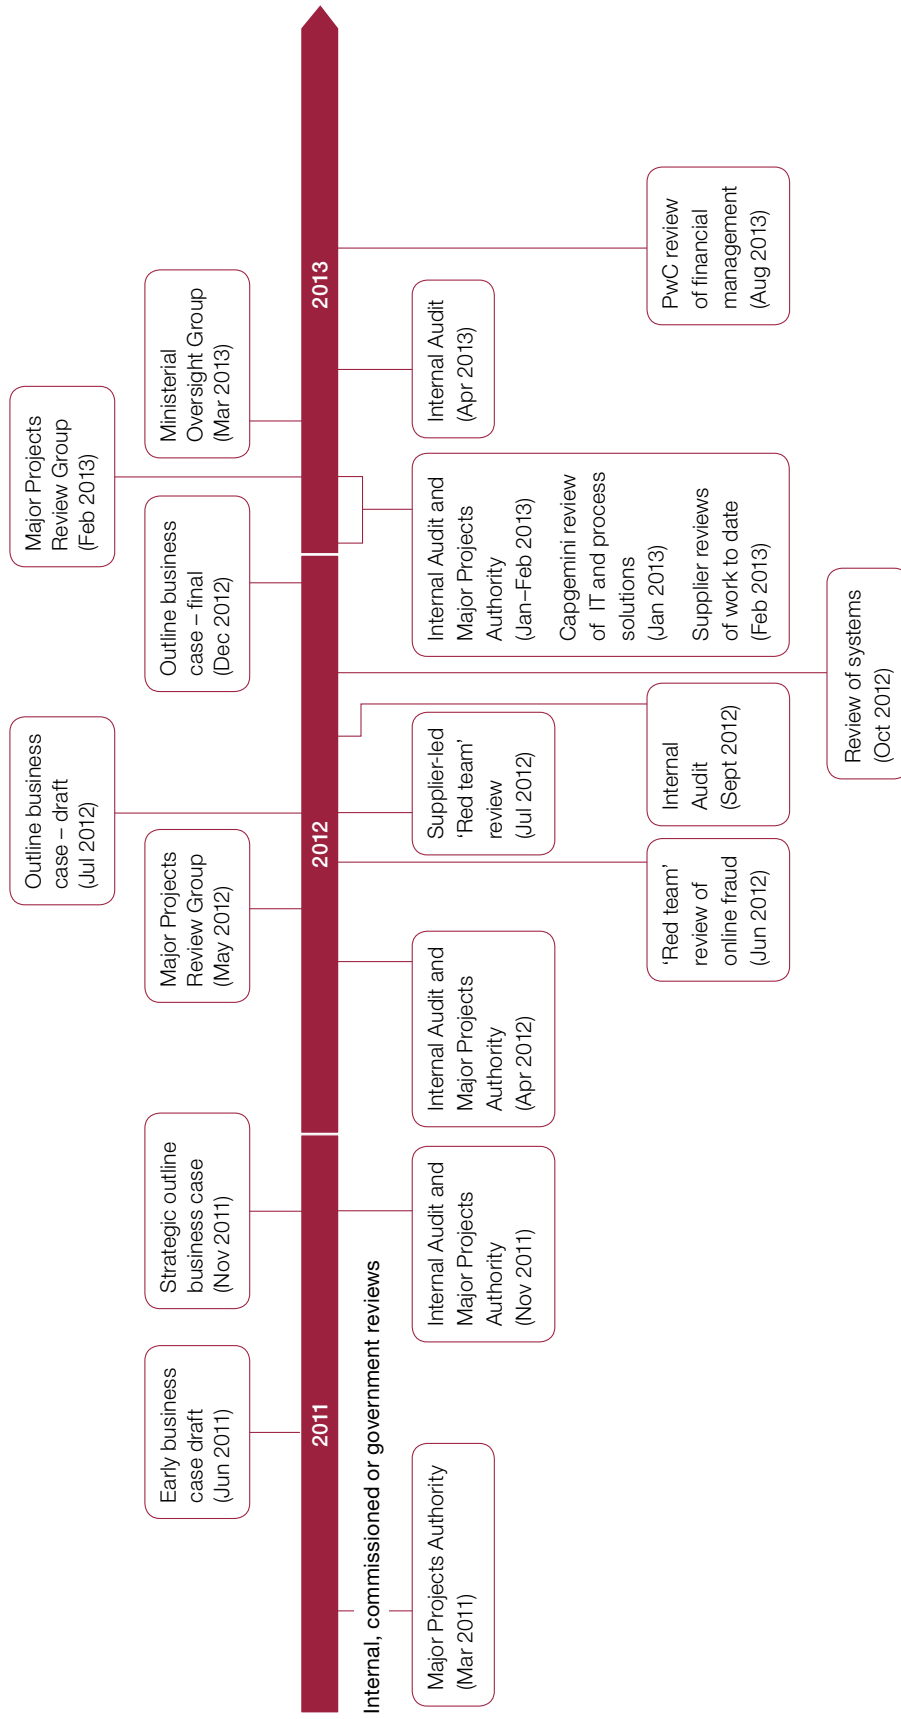 Early business
case draft
(Jun 2011)
Strategic outline
business case
(Nov 2011)
Major Projects
Review Group
(May 2012)
Outline business
case – draft
(Jul 2012)
Outline business
case – final
(Dec 2012)
Major Projects
Review Group
(Feb 2013)
Ministerial
Oversight Group
(Mar 2013)
2011
2012
2013
Internal, commissioned or government reviews
Major Projects Authority
(Mar 2011)
Internal Audit and
Major Projects
Authority
(Nov 2011)
Internal Audit and
Major Projects
Authority
(Apr 2012)
'Red team'
review of
online fraud
(Jun 2012)
Supplier-led
'Red team'
review
(Jul 2012)
Internal
Audit
(Sept 2012)
Review of systems
(Oct 2012)
Internal Audit and
Major Projects
Authority
(Jan–Feb 2013)
Capgemini review
of IT and process
solutions
(Jan 2013)
Supplier reviews
of work to date
(Feb 2013)
Internal Audit
(Apr 2013)
PwC review
of financial
management
(Aug 2013)